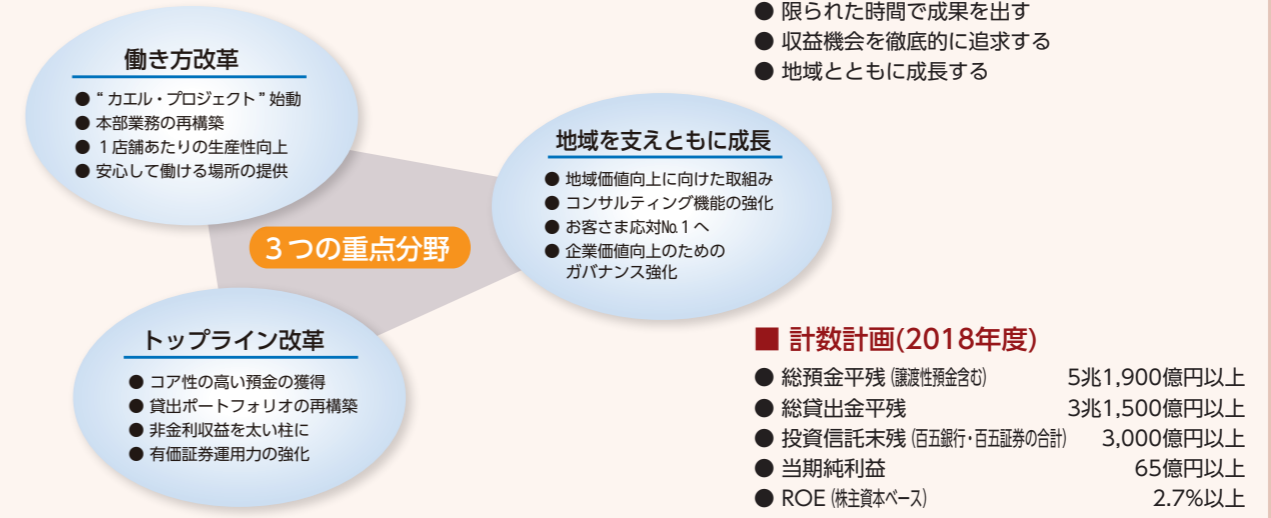 働き方改革
● “カエル・プロジェクト”始動
● 本部業務の再構築
● 1店舗あたりの生産性向上
● 安心して働ける場所の提供
3つの重点分野
地域を支えともに成長
● 地域価値向上に向けた取組み
● コンサルティング機能の強化
● お客さま応対No.1へ
● 企業価値向上のための
ガバナンス強化
トップライン改革
● コア性の高い預金の獲得
● 貸出ポートフォリオの再構築
● 非金利収益を太い柱に
● 有価証券運用力の強化
● 限られた時間で成果を出す
● 収益機会を徹底的に追求する
● 地域とともに成長する
■ 計数計画(2018年度)
● 総預金平残(譲渡性預金含む) 5兆1,900億円以上
● 総貸出金平残 3兆1,500億円以上
● 投資信託末残(百五銀行・百五証券の合計) 3,000億円以上
● 当期純利益 65億円以上
● ROE(株主資本ベース) 2.7%以上